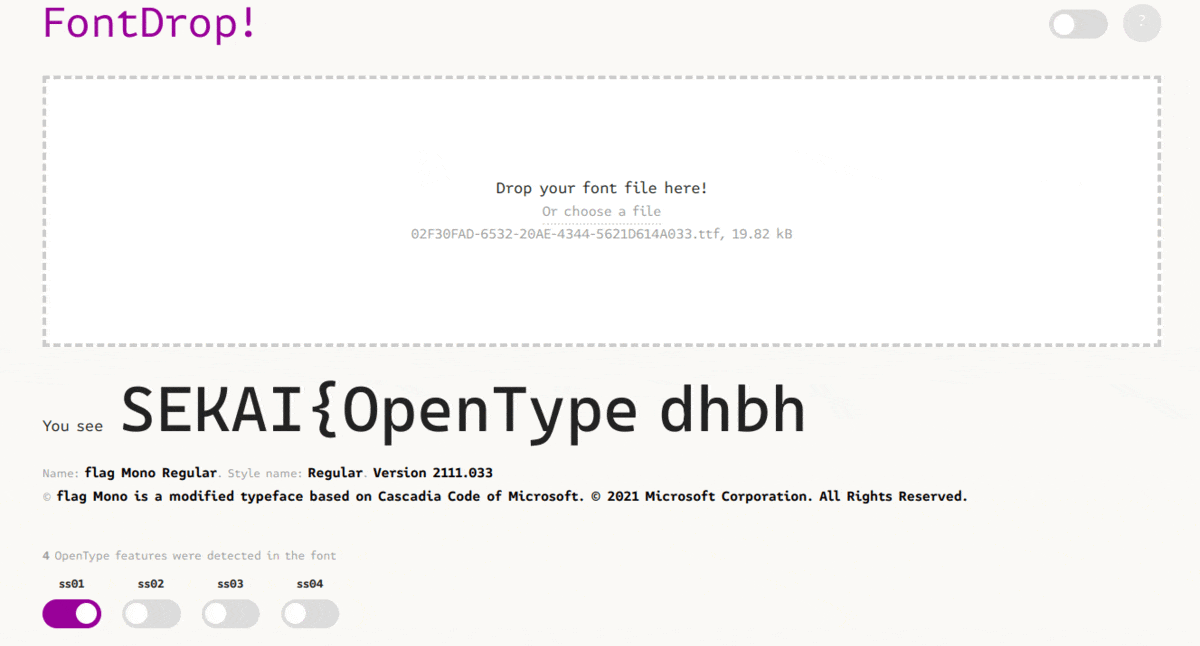 FontDrop!
?
Drop your font file here!
Or choose a file
02F30FAD-6532-20AE-4344-5621D614A033.ttf, 19.82 kB
You see SEKAI{OpenType dhbh
Name: flag Mono Regular. Style name: Regular. Version 2111.033
© flag Mono is a modified typeface based on Cascadia Code of Microsoft. © 2021 Microsoft Corporation. All Rights Reserved.
4 OpenType features were detected in the font
ss01 ss02 ss03 ss04